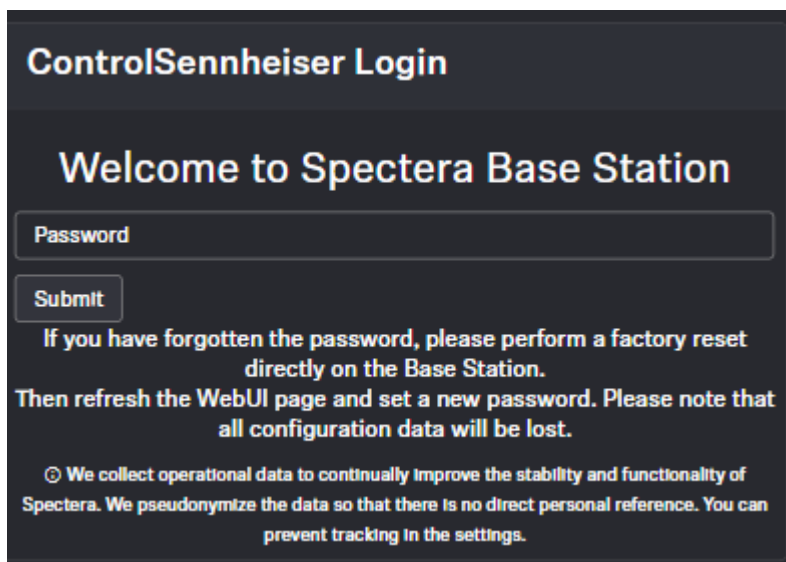 ControlSennheiser Login
Welcome to Spectera Base Station
Password
Submit
If you have forgotten the password, please perform a factory reset
directly on the Base Station.
Then refresh the WebUI page and set a new password. Please note that
all configuration data will be lost.
We collect operational data to continually improve the stability and functionality of
Spectera. We pseudonymize the data so that there is no direct personal reference. You can
prevent tracking in the settings.